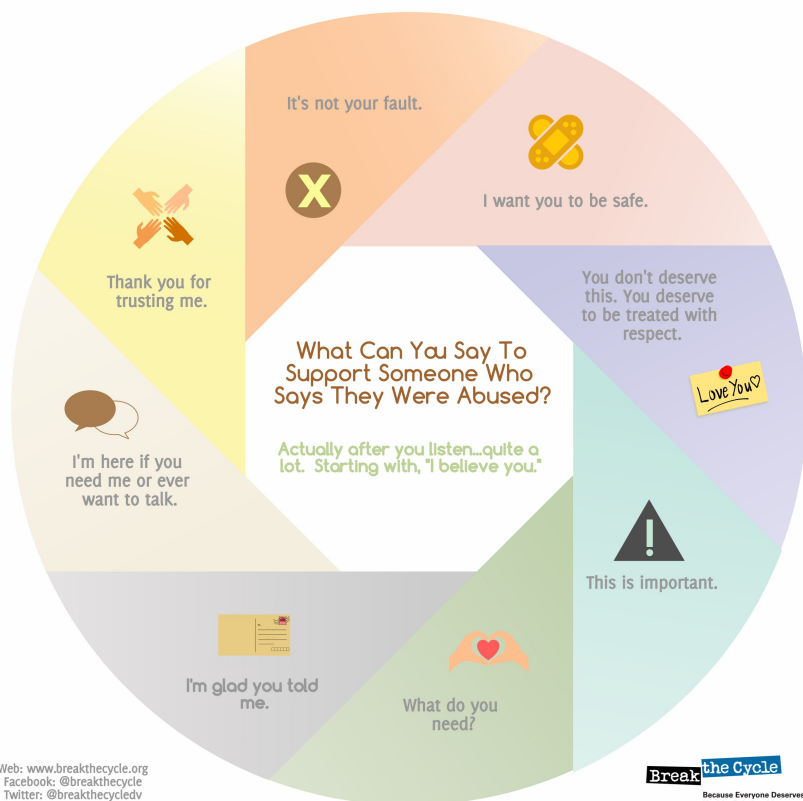 It's not your fault.
X
I want you to be safe.
Thank you for
trusting me.
You don't deserve
this. You deserve
to be treated with
respect.
Love You♡
What Can You Say To
Support Someone Who
Says They Were Abused?
Actually after you listen...quite a
lot. Starting with, "I believe you."
I'm here if you
need me or ever
want to talk.
!
This is important.
I'm glad you told
me.
What do you
need?
Web: www.breakthecycle.org
Facebook: @breakthecycle
Twitter: @breakthecycledv
Break the Cycle
Because Everyone Deserves